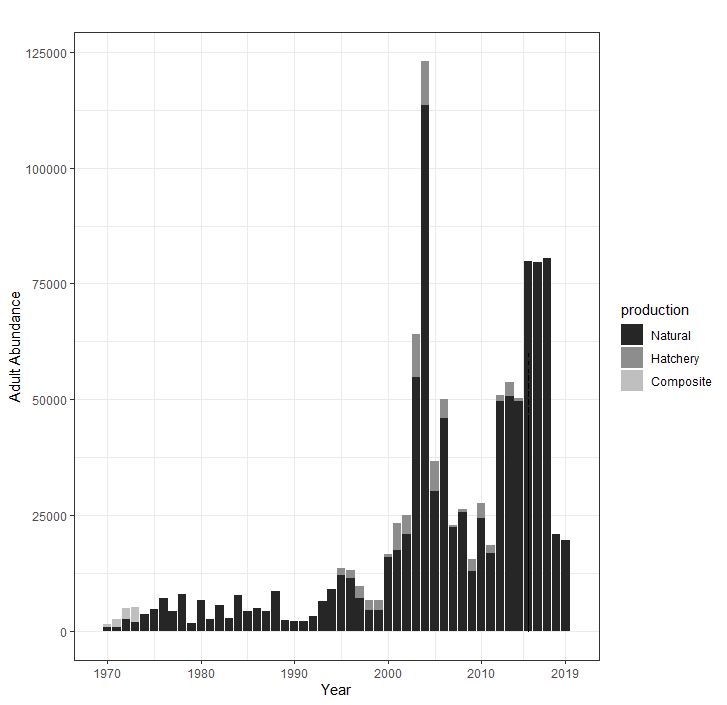 125000
100000
75000
50000
25000
0
Adult Abundance
1970 1980 1990 2000 2010 2019
Year
production
Natural
Hatchery
Composite